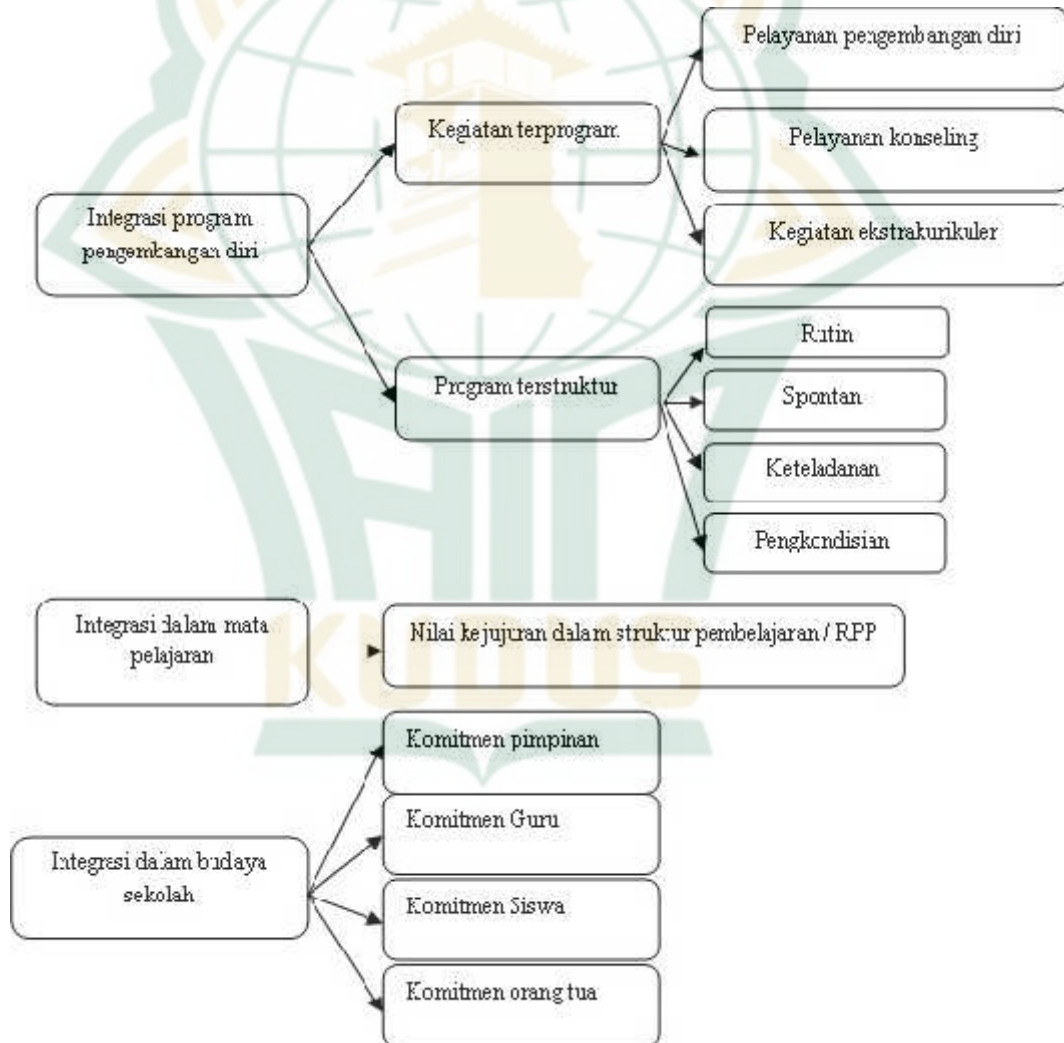 Pelayanan pengembangan diri
Kegiatan terprogram
Pelayanan konseling
Integrasi program
pengembangan diri
Kegiatan ekstrakurikuler
Rutin
Program terstruktur
Spontan
Keteladanan
Pengkondisian
Integrasi dalam mata
pelajaran
Nilai kejujuran dalam struktur pembelajaran / RPP
KUDUS
Komitmen pimpinan
Komitmen Guru
Integrasi dalam budaya
sekolah
Komitmen Siswa
Komitmen orang tua